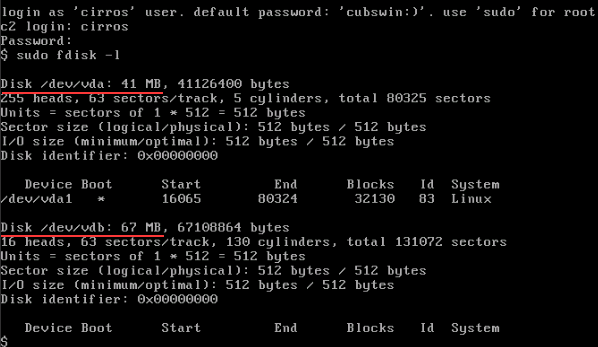 login as 'cirros' user. default password: 'cubswin:)'. use 'sudo' for root
c2 login: cirros
Password:
$ sudo fdisk -l
Disk /dev/vda: 41 MB, 41126400 bytes
255 heads, 63 sectors/track, 5 cylinders, total 80325 sectors
Units = sectors of 1 * 512 = 512 bytes
Sector size (logical/physical): 512 bytes / 512 bytes
I/O size (minimum/optimal): 512 bytes / 512 bytes
Disk identifier: 0x00000000
Device Boot Start End Blocks Id System
/dev/vda1 * 16065 80324 32130 83 Linux
Disk /dev/vdb: 67 MB, 67108864 bytes
16 heads, 63 sectors/track, 130 cylinders, total 131072 sectors
Units = sectors of 1 * 512 = 512 bytes
Sector size (logical/physical): 512 bytes / 512 bytes
I/O size (minimum/optimal): 512 bytes / 512 bytes
Disk identifier: 0x00000000
Device Boot Start End Blocks Id System
$